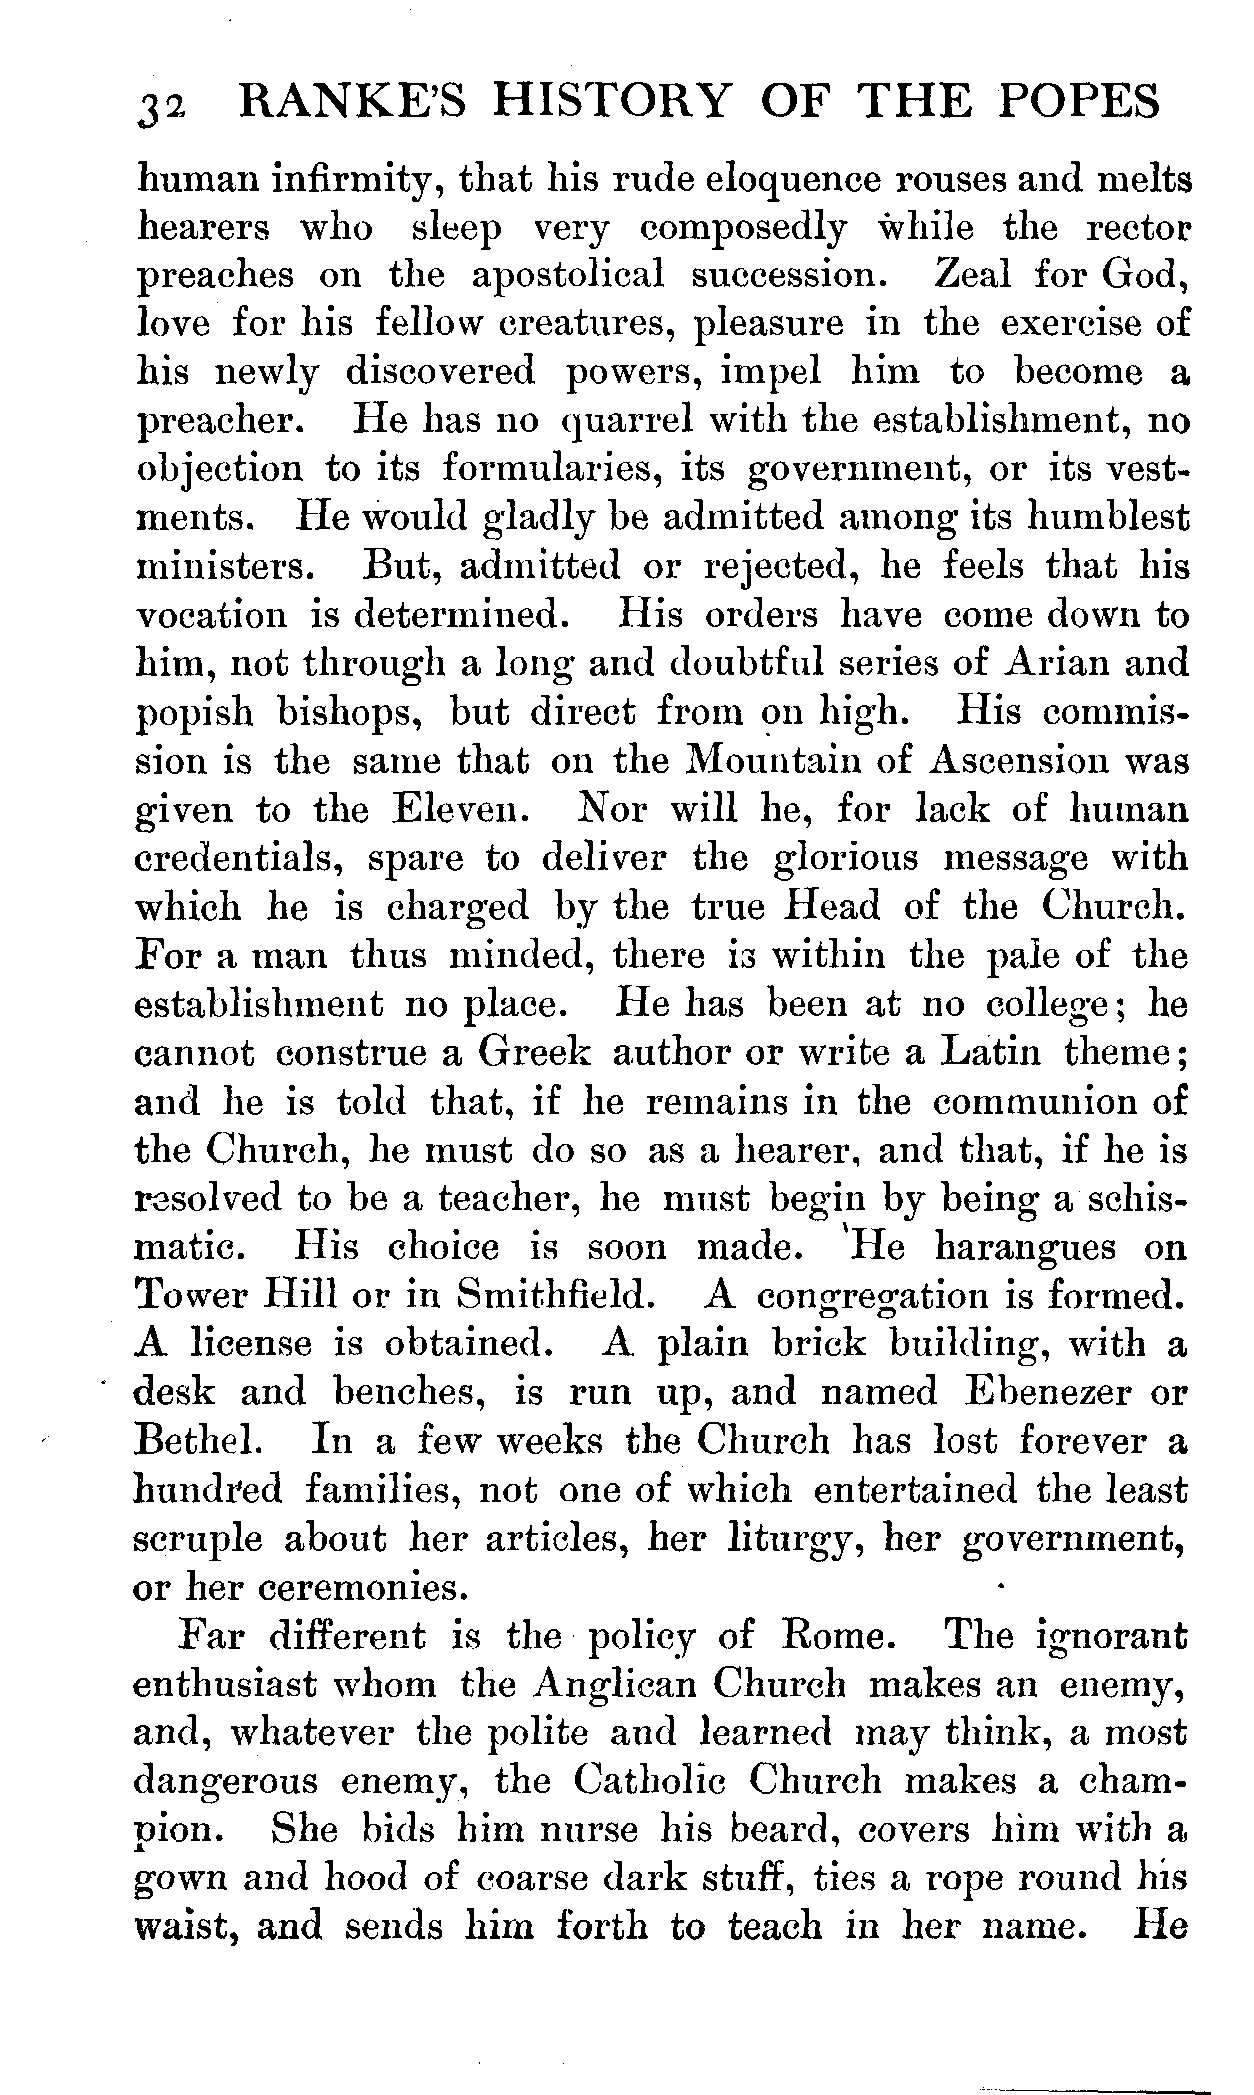 32 RANKE'S HISTORY OF THE POPES
human infirmity, that his rude eloquence rouses and melts
hearers who sleep very composedly while the rector
preaches on the apostolical succession. Zeal for God,
love for his fellow creatures, pleasure in the exercise of
his newly discovered powers, impel him to become a
preacher. He has no quarrel with the establishment, no
objection to its formularies, its government, or its vest-
ments. He would gladly be admitted among its humblest
ministers. But, admitted or rejected, he feels that his
vocation is determined. His orders have come down to
him, not through a long and doubtful series of Arian and
popish bishops, but direct from on high. His commis-
sion is the same that on the Mountain of Ascension was
given to the Eleven. Nor will he, for lack of human
credentials, spare to deliver the glorious message with
which he is charged by the true Head of the Church.
For a man thus minded, there is within the pale of the
establishment no place. He has been at no college; he
cannot construe a Greek author or write a Latin theme;
and he is told that, if he remains in the communion of
the Church, he must do so as a hearer, and that, if he is
resolved to be a teacher, he must begin by being a schis-
matic. His choice is soon made. He harangues on
Tower Hill or in Smithfield. A congregation is formed.
A license is obtained. A plain brick building, with a
desk and benches, is run up, and named Ebenezer or
Bethel. In a few weeks the Church has lost forever a
hundred families, not one of which entertained the least
scruple about her articles, her liturgy, her government,
or her ceremonies.
Far different is the policy of Rome. The ignorant
enthusiast whom the Anglican Church makes an enemy,
and, whatever the polite and learned may think, a most
dangerous enemy, the Catholic Church makes a cham-
pion. She bids him nurse his beard, covers him with a
gown and hood of coarse dark stuff, ties a rope round his
waist, and sends him forth to teach in her name. He